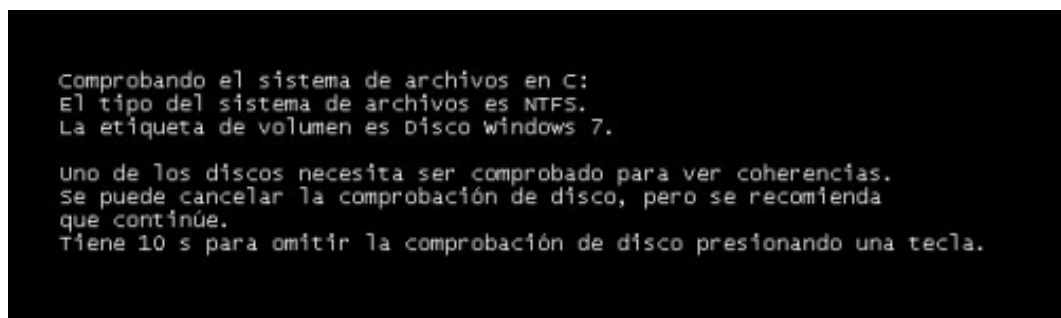 Comprobando el sistema de archivos en C:
El tipo del sistema de archivos es NTFS.
La etiqueta de volumen es Disco Windows 7.
Uno de los discos necesita ser comprobado para ver coherencias.
Se puede cancelar la comprobación de disco, pero se recomienda
que continúe.
Tiene 10 s para omitir la comprobación de disco presionando una tecla.